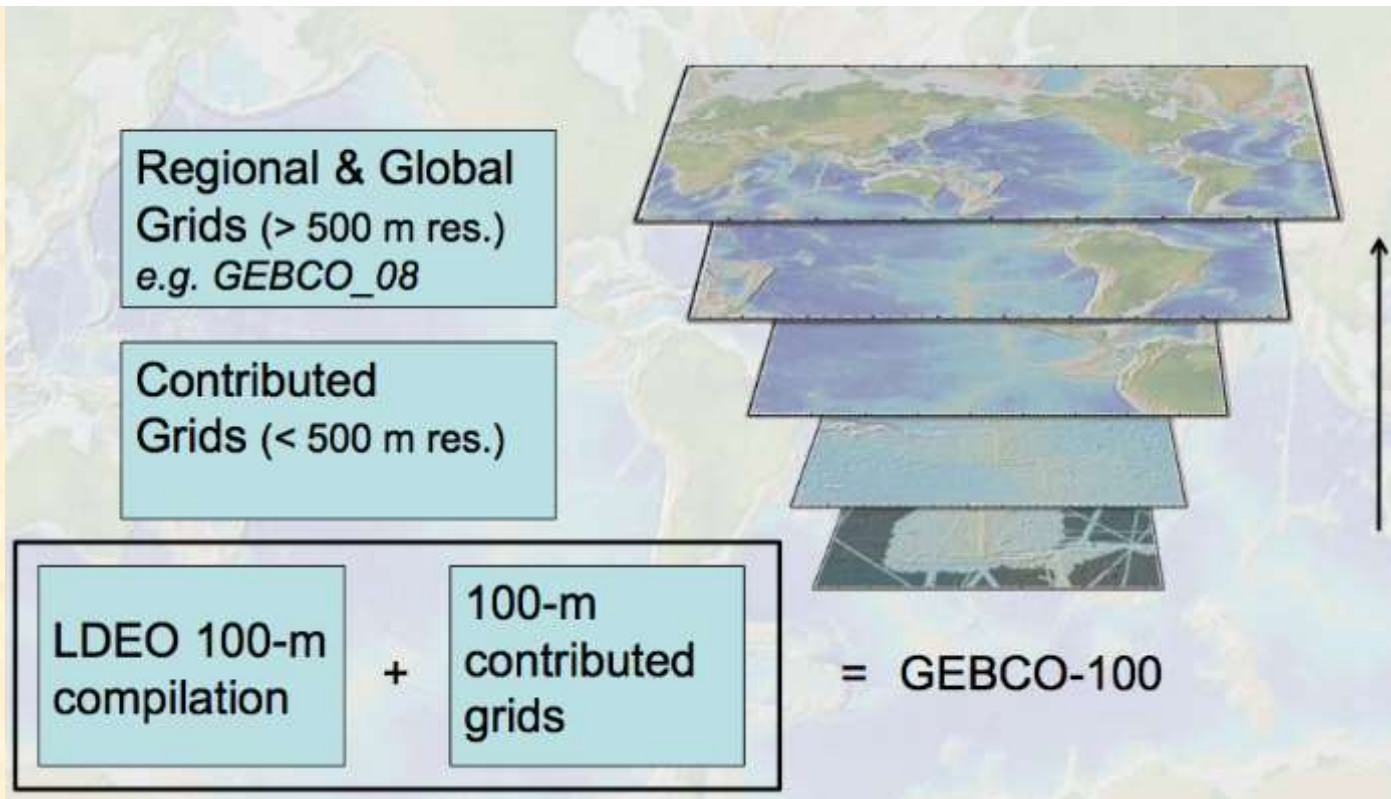 Regional & Global
Grids (> 500 m res.)
e.g. GEBCO_08
Contributed
Grids (< 500 m res.)
LDEO 100-m
compilation
+
100-m
contributed
grids
= GEBCO-100